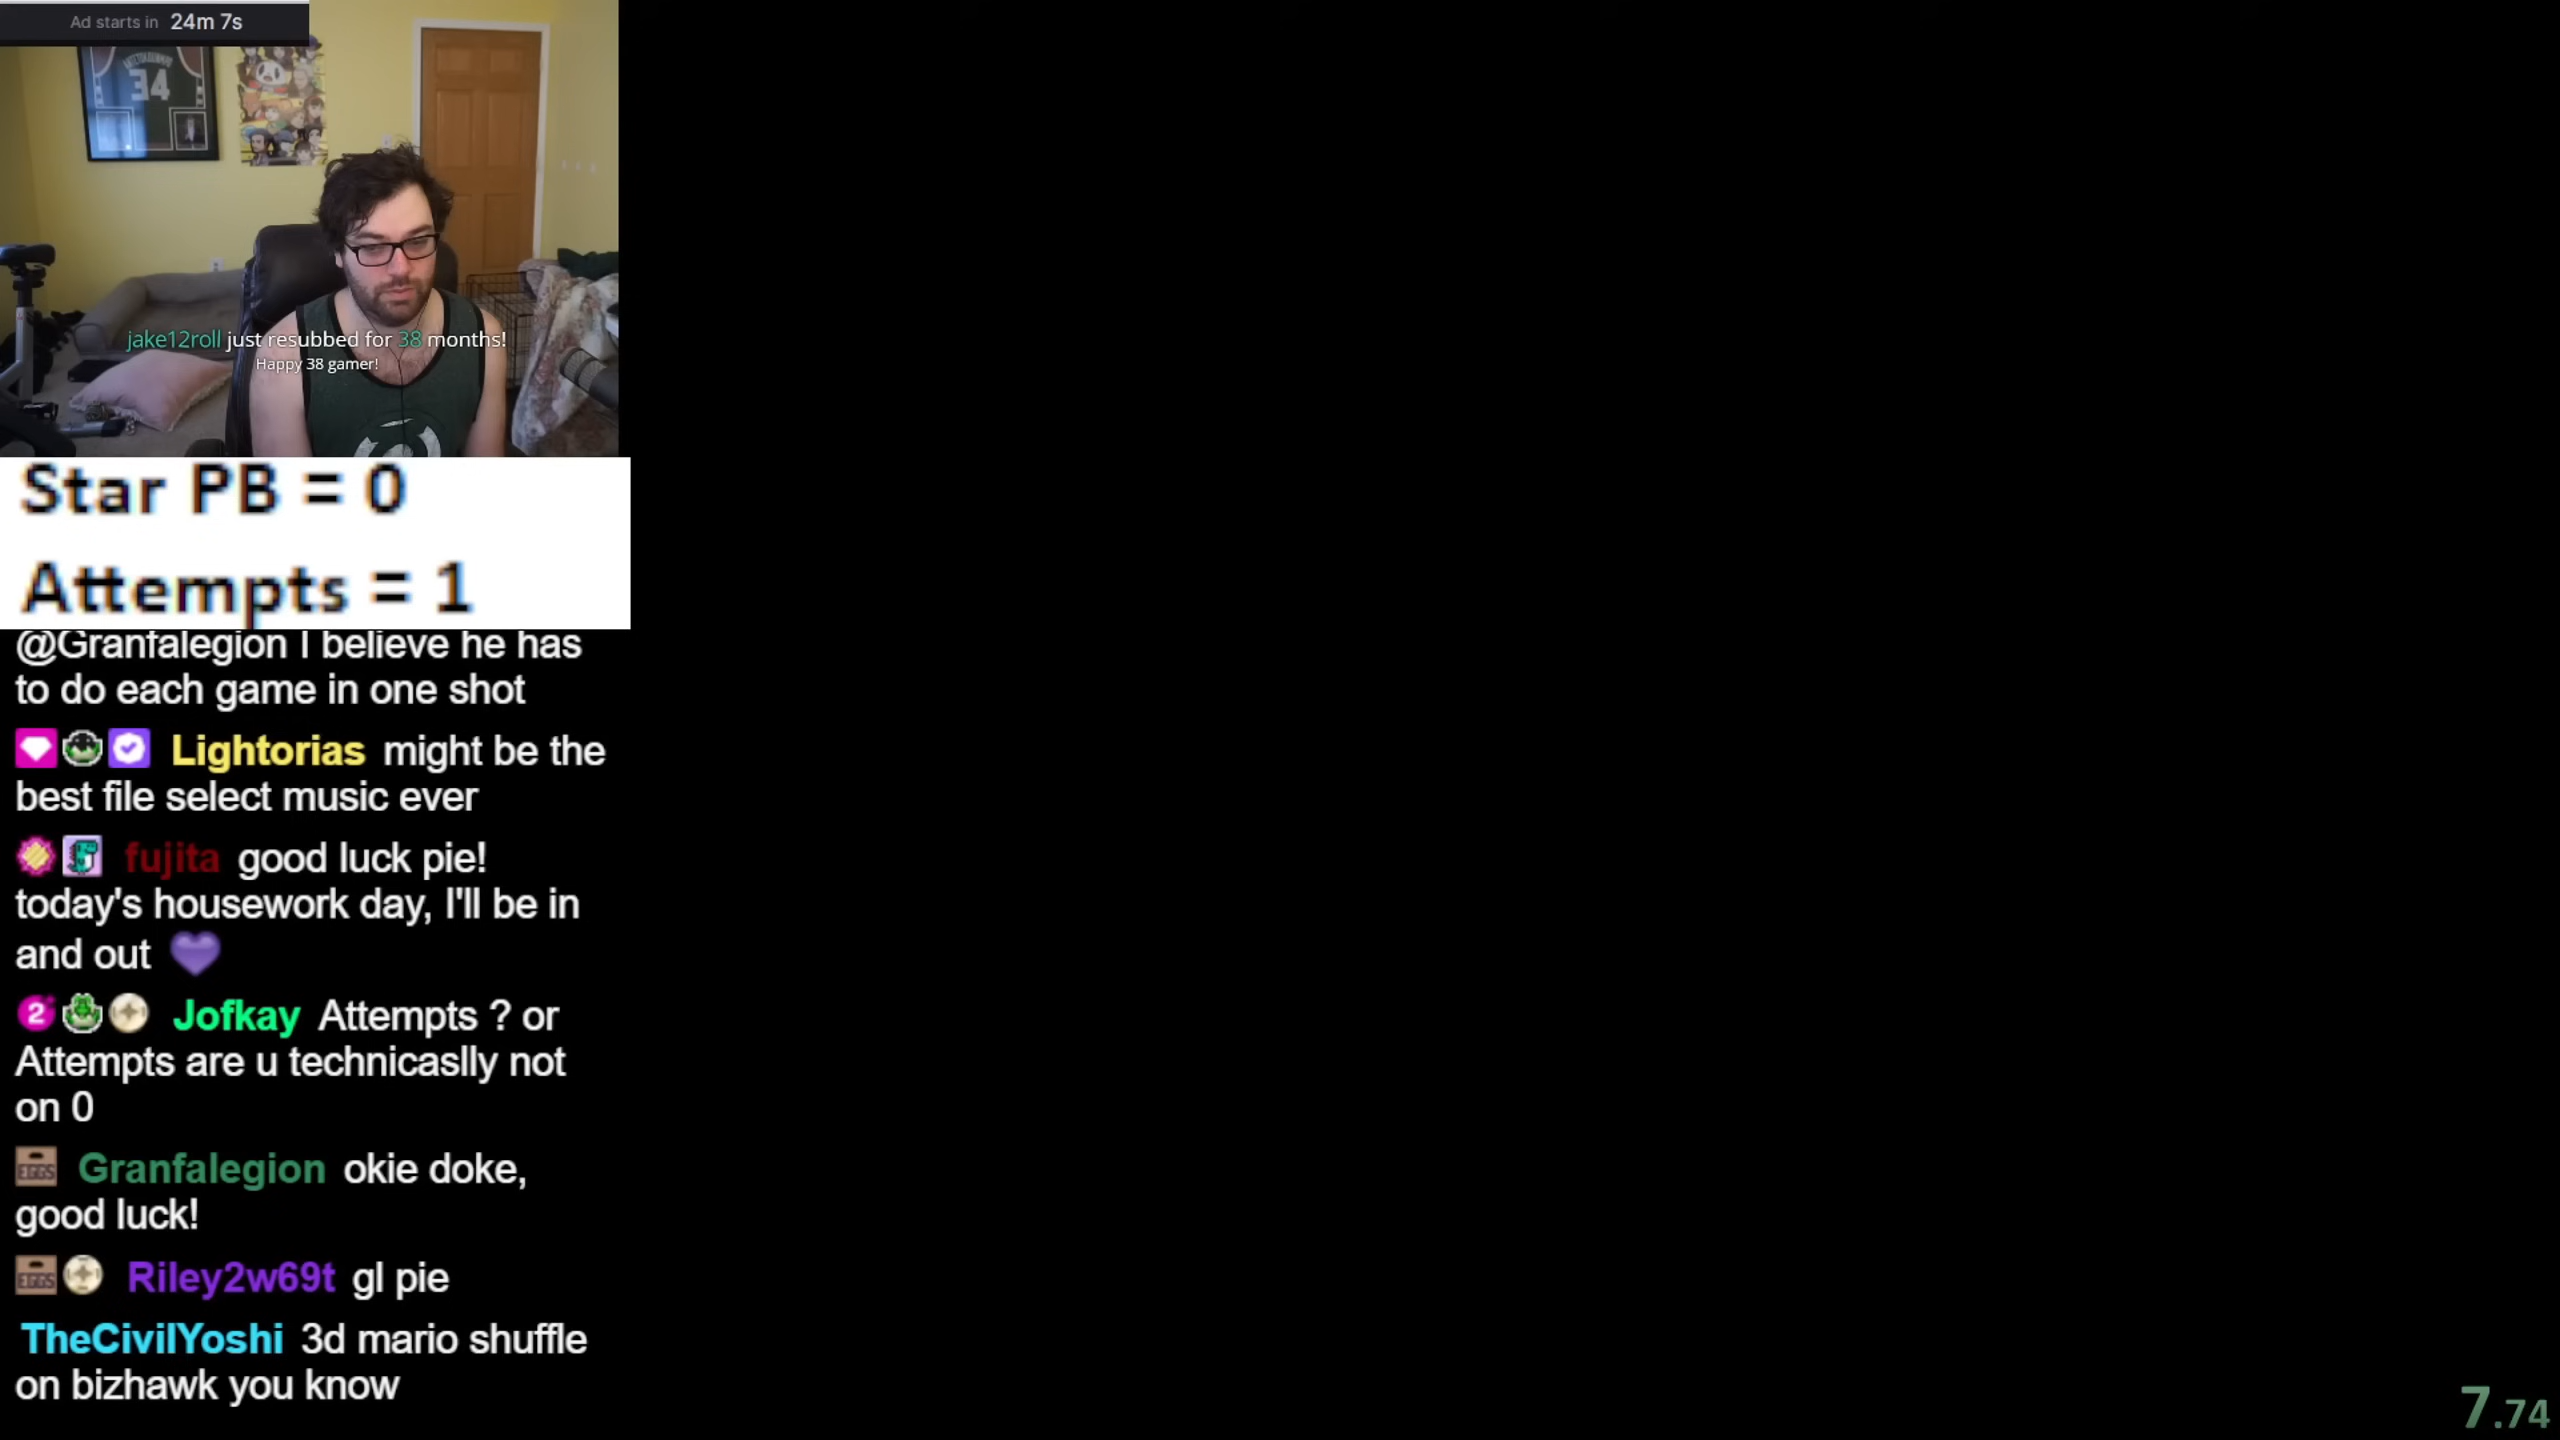 Ad starts in 24m 7s
34
jake12roll just resubbed for 38 months!
Happy 38 gamer!
Star PB = 0
Attempts = 1
@Granfalegion I believe he has
to do each game in one shot
Lightorias might be the
best file select music ever
fujita good luck pie!
today's housework day, I'll be in
and out
2 Jofkay Attempts ? or
Attempts are u technicaslly not
on 0
EGGS Granfalegion okie doke,
good luck!
EGGS Riley2w69t gl pie
TheCivilYoshi 3d mario shuffle
on bizhawk you know
7.74